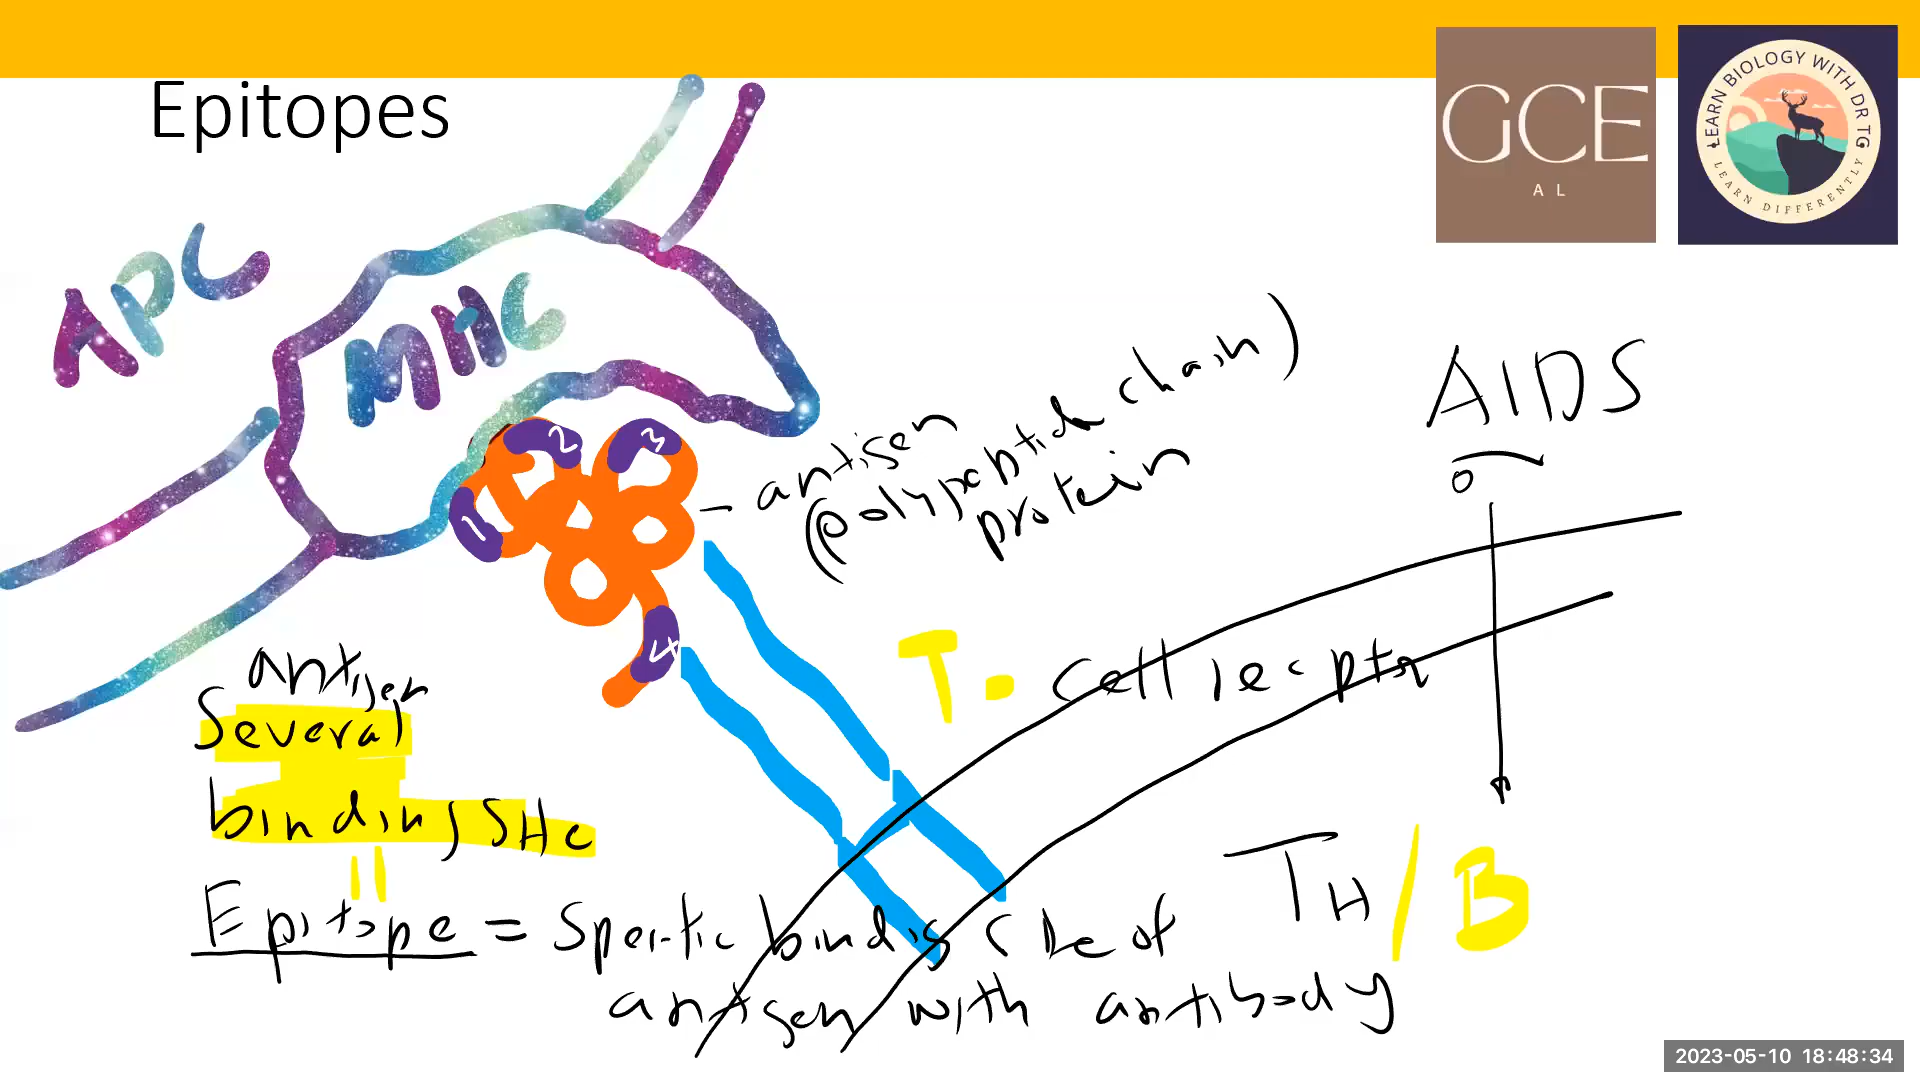 Epitopes
GCE
AL
LEARN BIOLOGY WITH DR TG
LEARN DIFFERENTLY
APC
MHC
1
2
3
4
antigen
(polypeptide chain)
protein
AIDS
T - Cell receptor
antigen
Several
binding site
Epitope = Specific binding site of
antigen with antibody
TH / B
2023-05-10 18:48:34